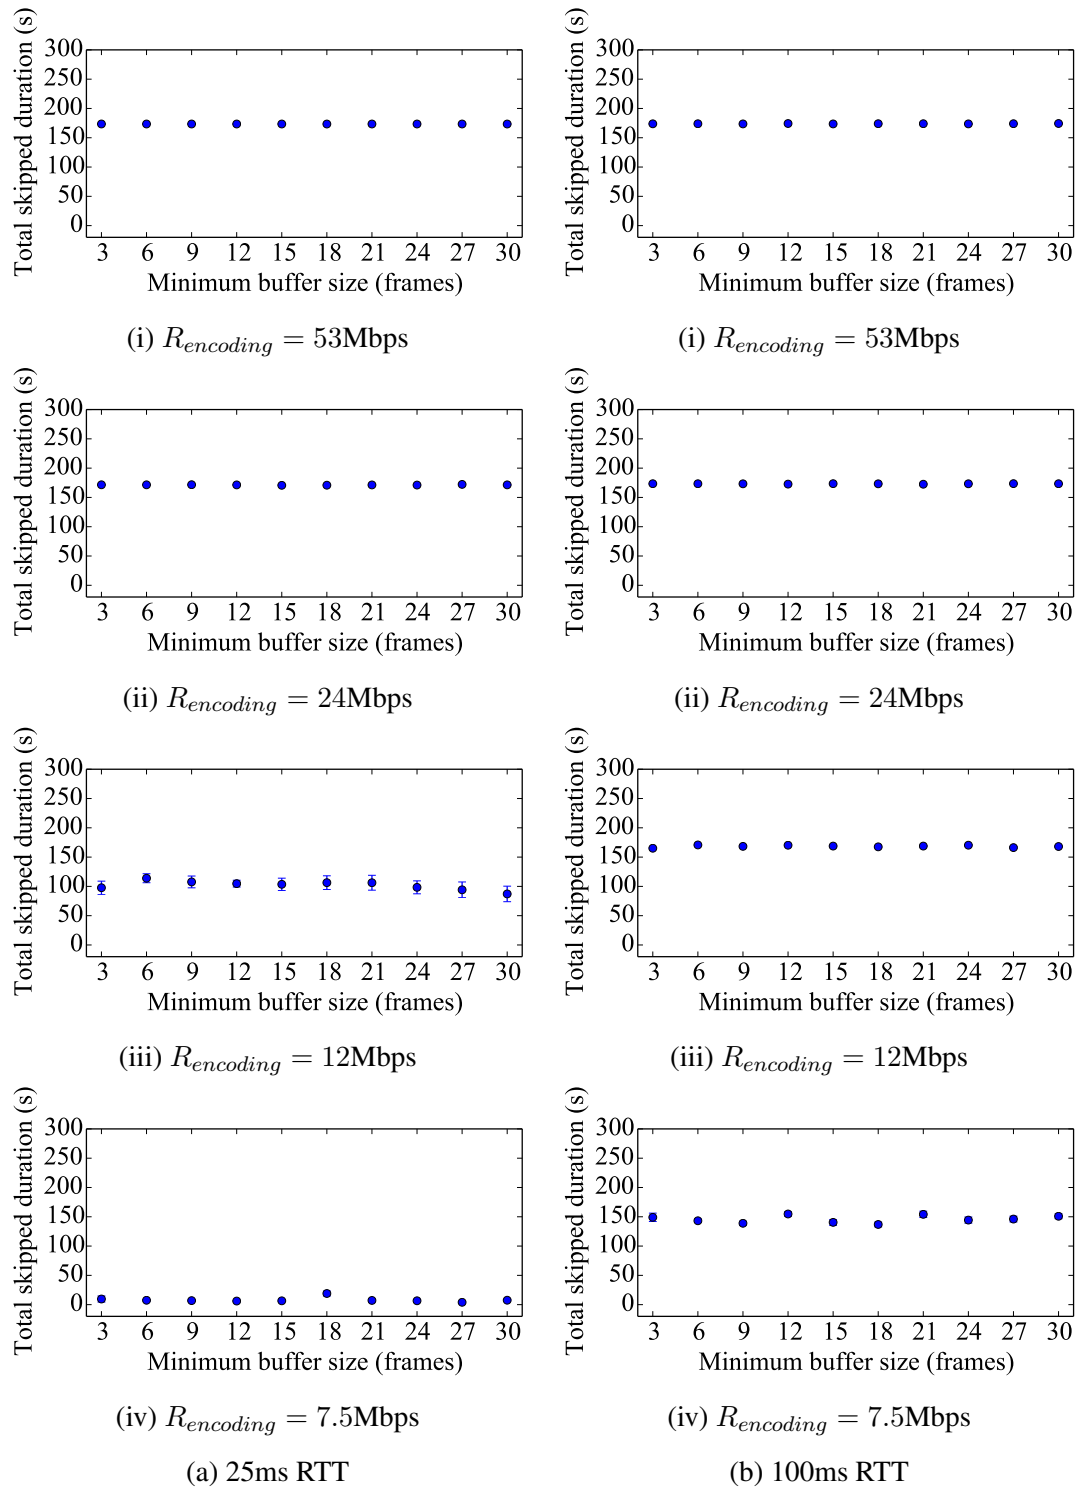 Total skipped duration (s)
300
250
200
150
100
50
0
3 6 9 12 15 18 21 24 27 30
Minimum buffer size (frames)
(i) R_encoding = 53Mbps
Total skipped duration (s)
300
250
200
150
100
50
0
3 6 9 12 15 18 21 24 27 30
Minimum buffer size (frames)
(i) R_encoding = 53Mbps
Total skipped duration (s)
300
250
200
150
100
50
0
3 6 9 12 15 18 21 24 27 30
Minimum buffer size (frames)
(ii) R_encoding = 24Mbps
Total skipped duration (s)
300
250
200
150
100
50
0
3 6 9 12 15 18 21 24 27 30
Minimum buffer size (frames)
(ii) R_encoding = 24Mbps
Total skipped duration (s)
300
250
200
150
100
50
0
3 6 9 12 15 18 21 24 27 30
Minimum buffer size (frames)
(iii) R_encoding = 12Mbps
Total skipped duration (s)
300
250
200
150
100
50
0
3 6 9 12 15 18 21 24 27 30
Minimum buffer size (frames)
(iii) R_encoding = 12Mbps
Total skipped duration (s)
300
250
200
150
100
50
0
3 6 9 12 15 18 21 24 27 30
Minimum buffer size (frames)
(iv) R_encoding = 7.5Mbps
Total skipped duration (s)
300
250
200
150
100
50
0
3 6 9 12 15 18 21 24 27 30
Minimum buffer size (frames)
(iv) R_encoding = 7.5Mbps
(a) 25ms RTT
(b) 100ms RTT